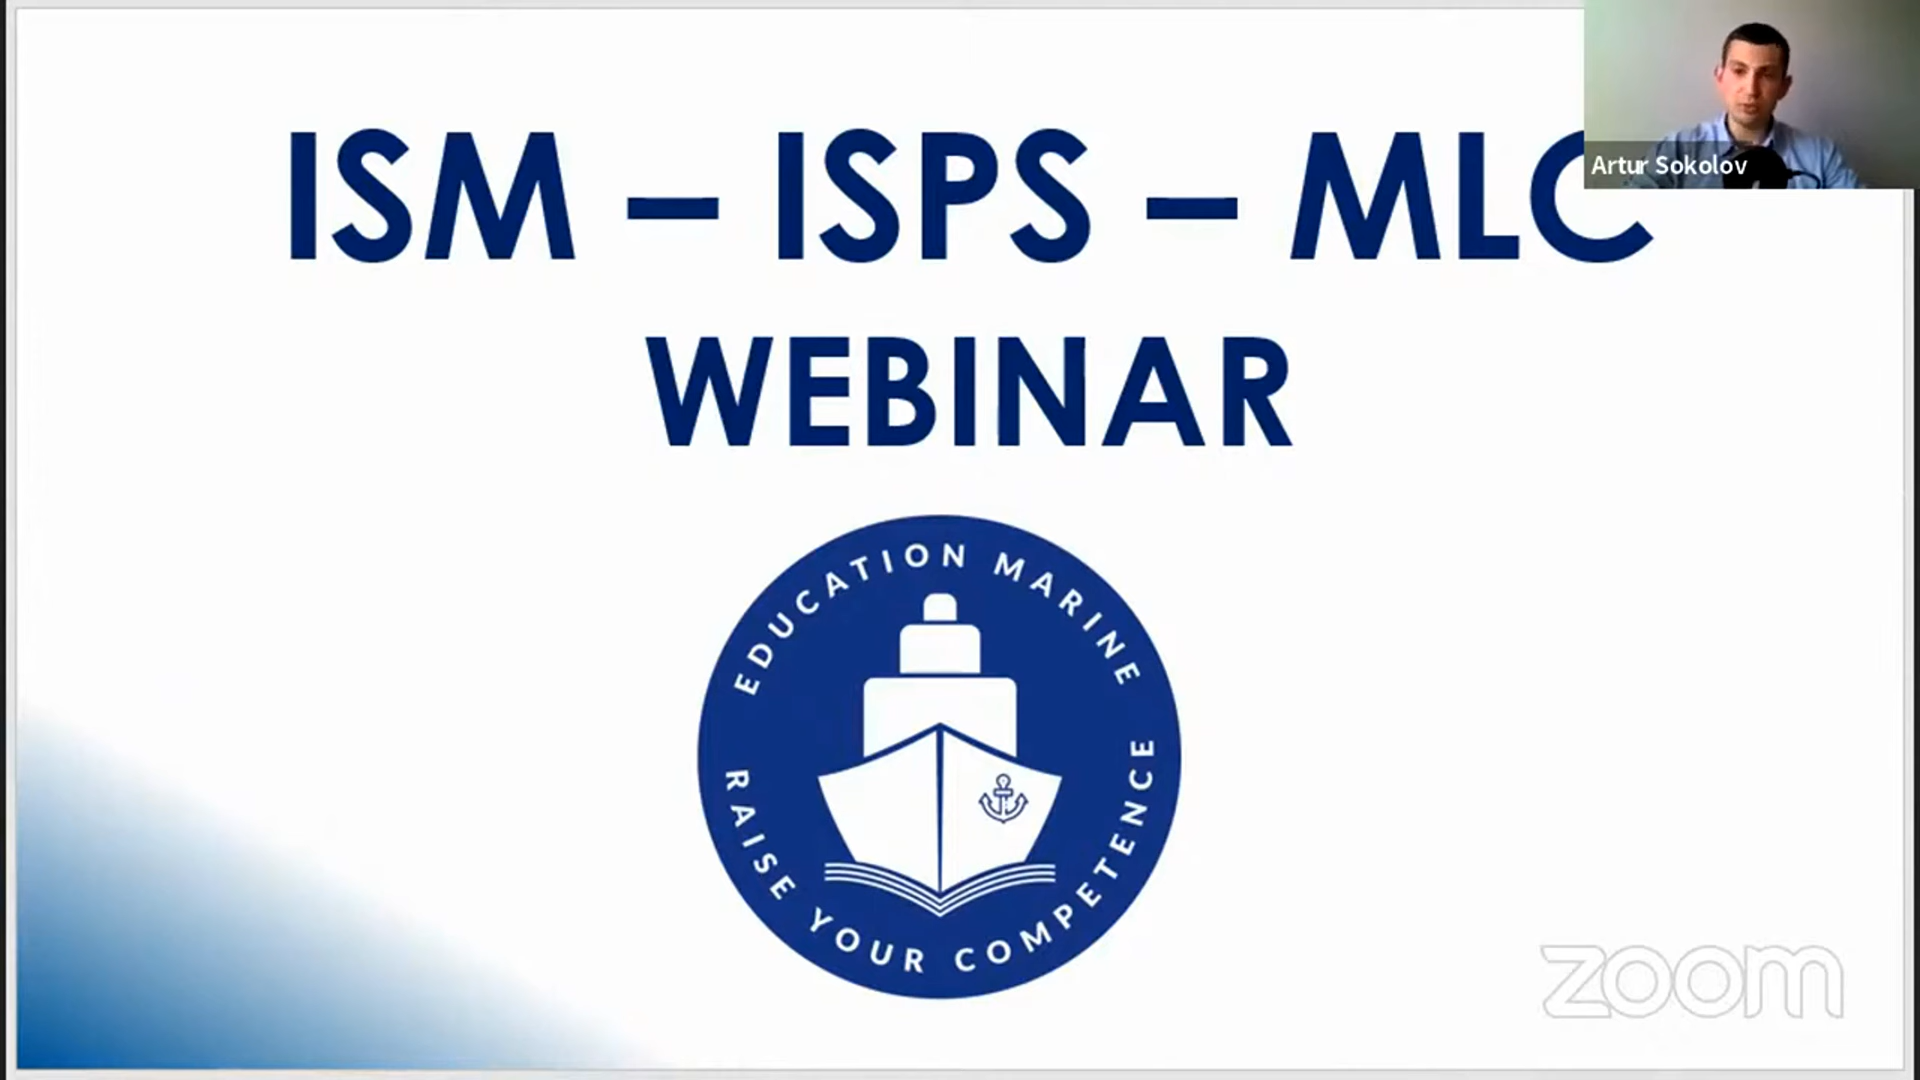 ISM – ISPS – MLC
Artur Sokolov
WEBINAR
EDUCATION MARINE
RAISE YOUR COMPETENCE
zoom